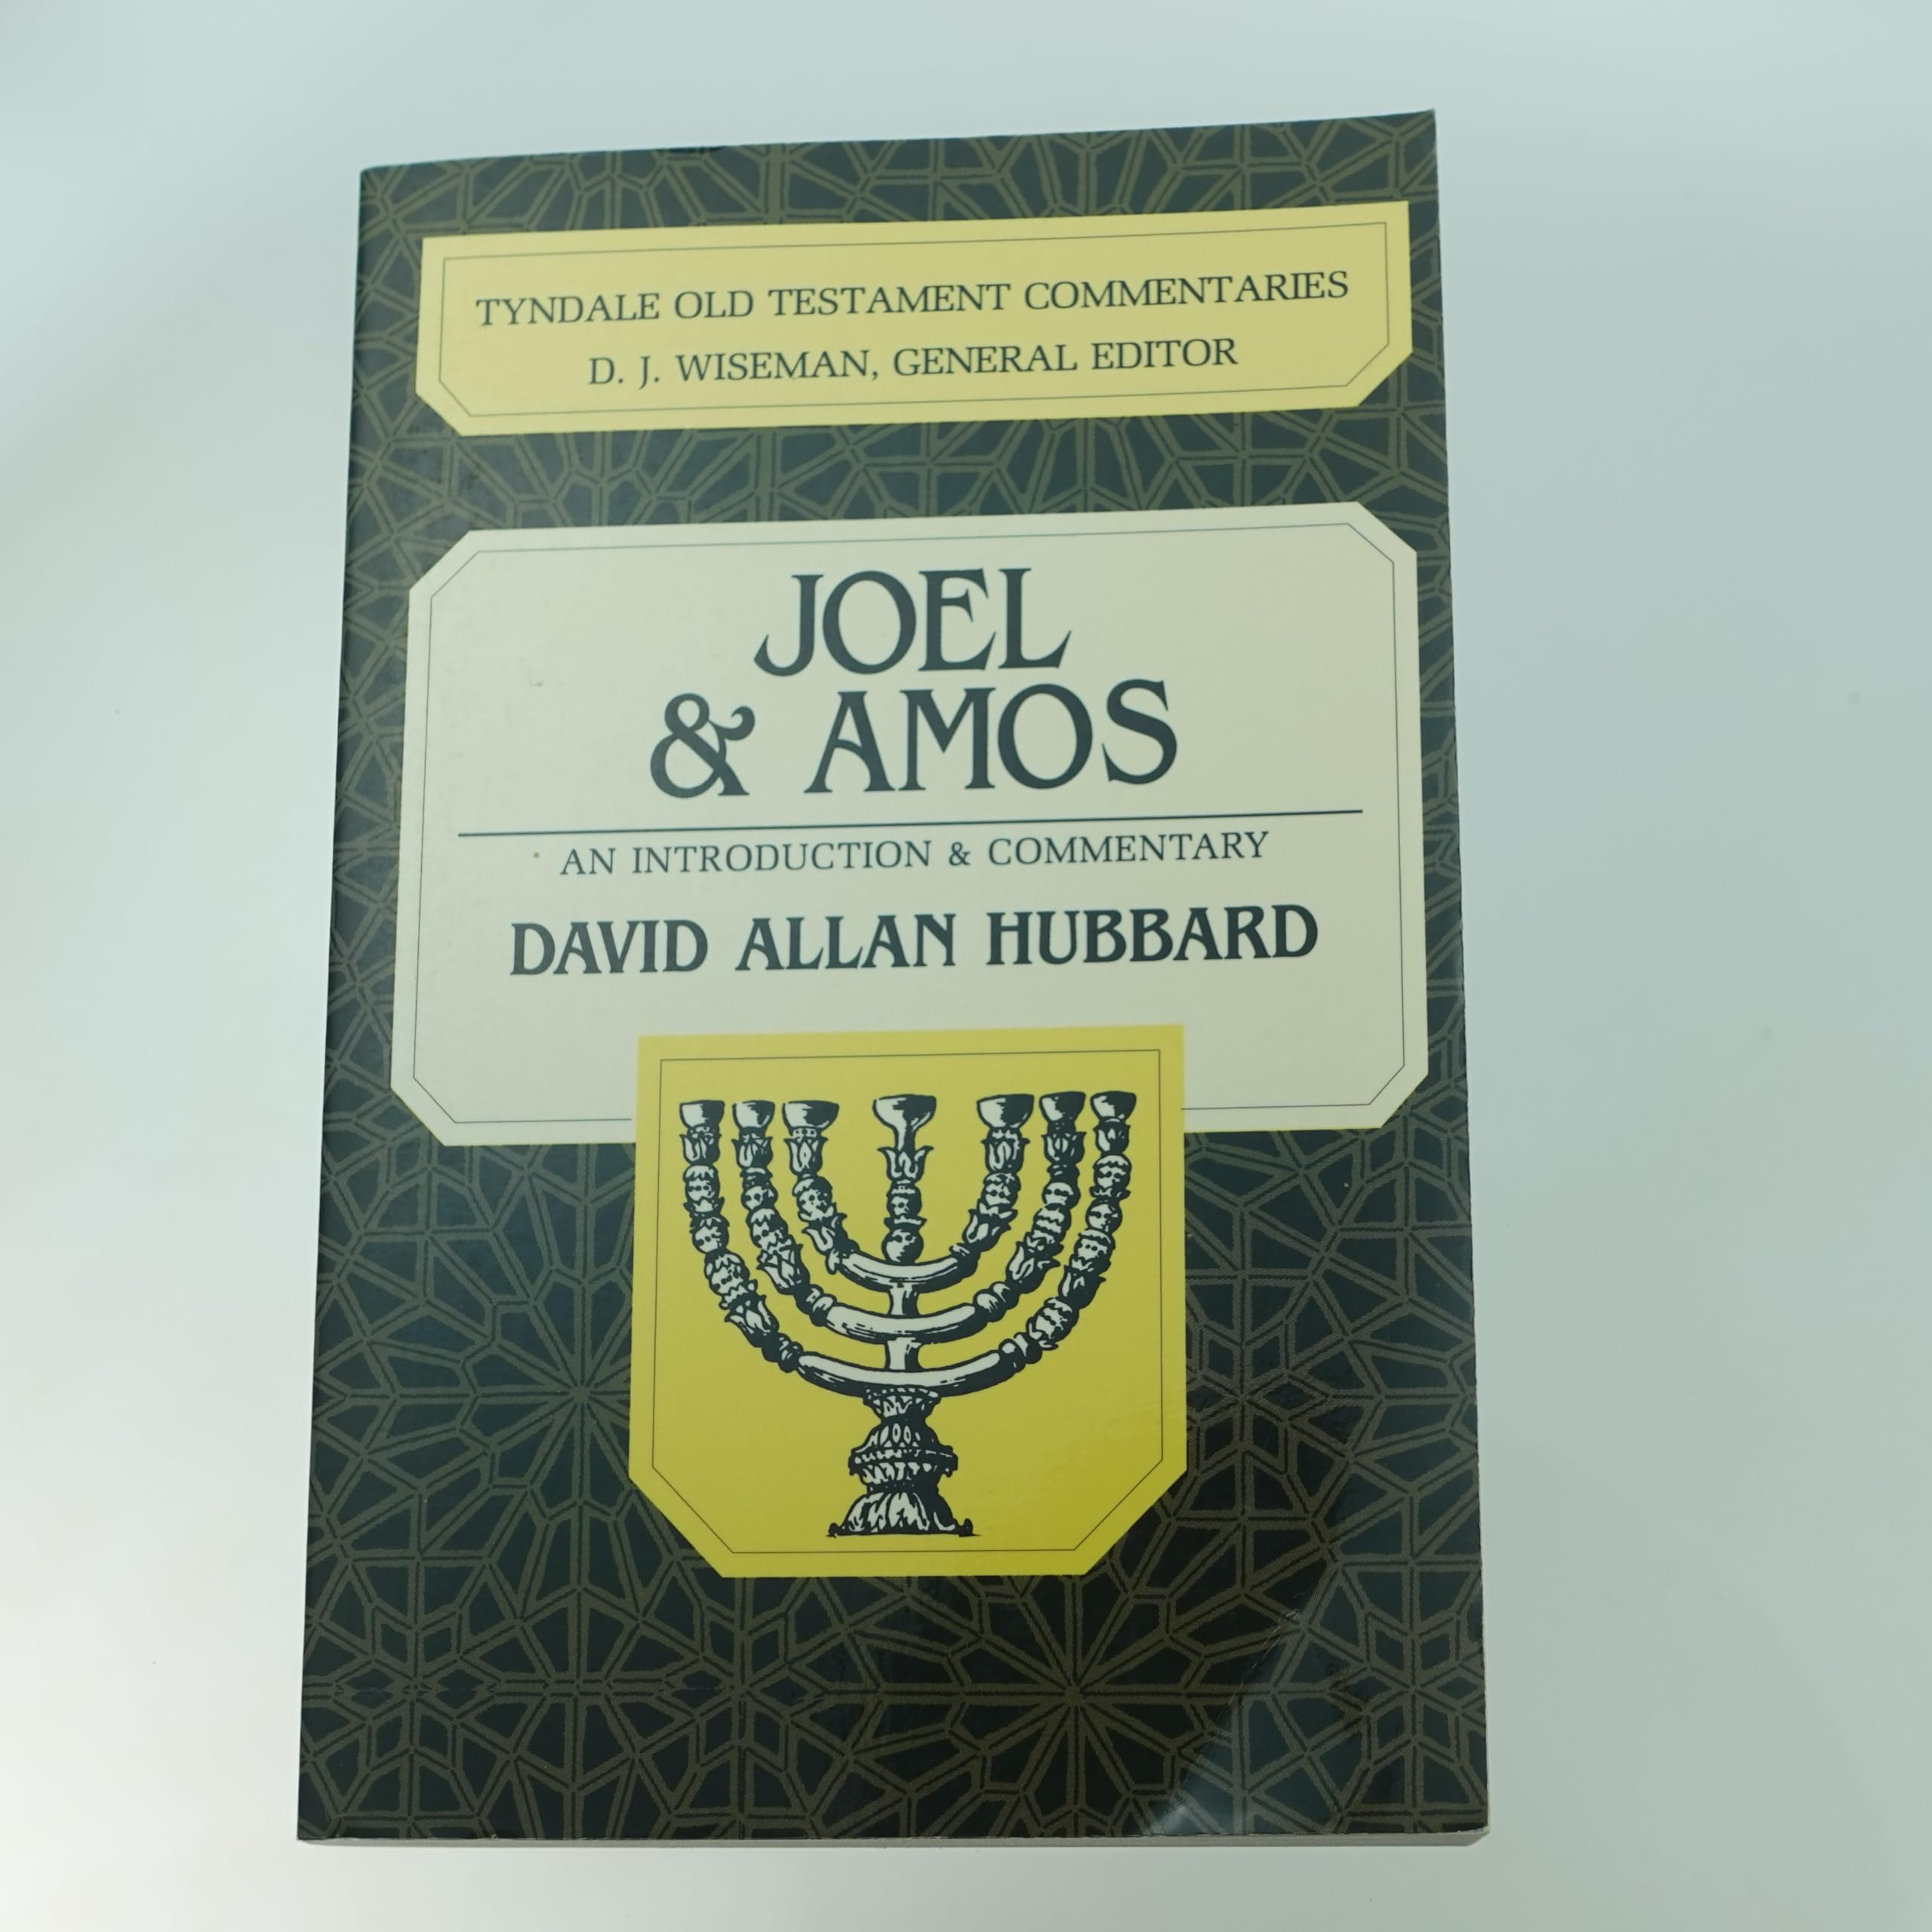 TYNDALE OLD TESTAMENT COMMENTARIES
D. J. WISEMAN, GENERAL EDITOR
JOEL
& AMOS
AN INTRODUCTION & COMMENTARY
DAVID ALLAN HUBBARD